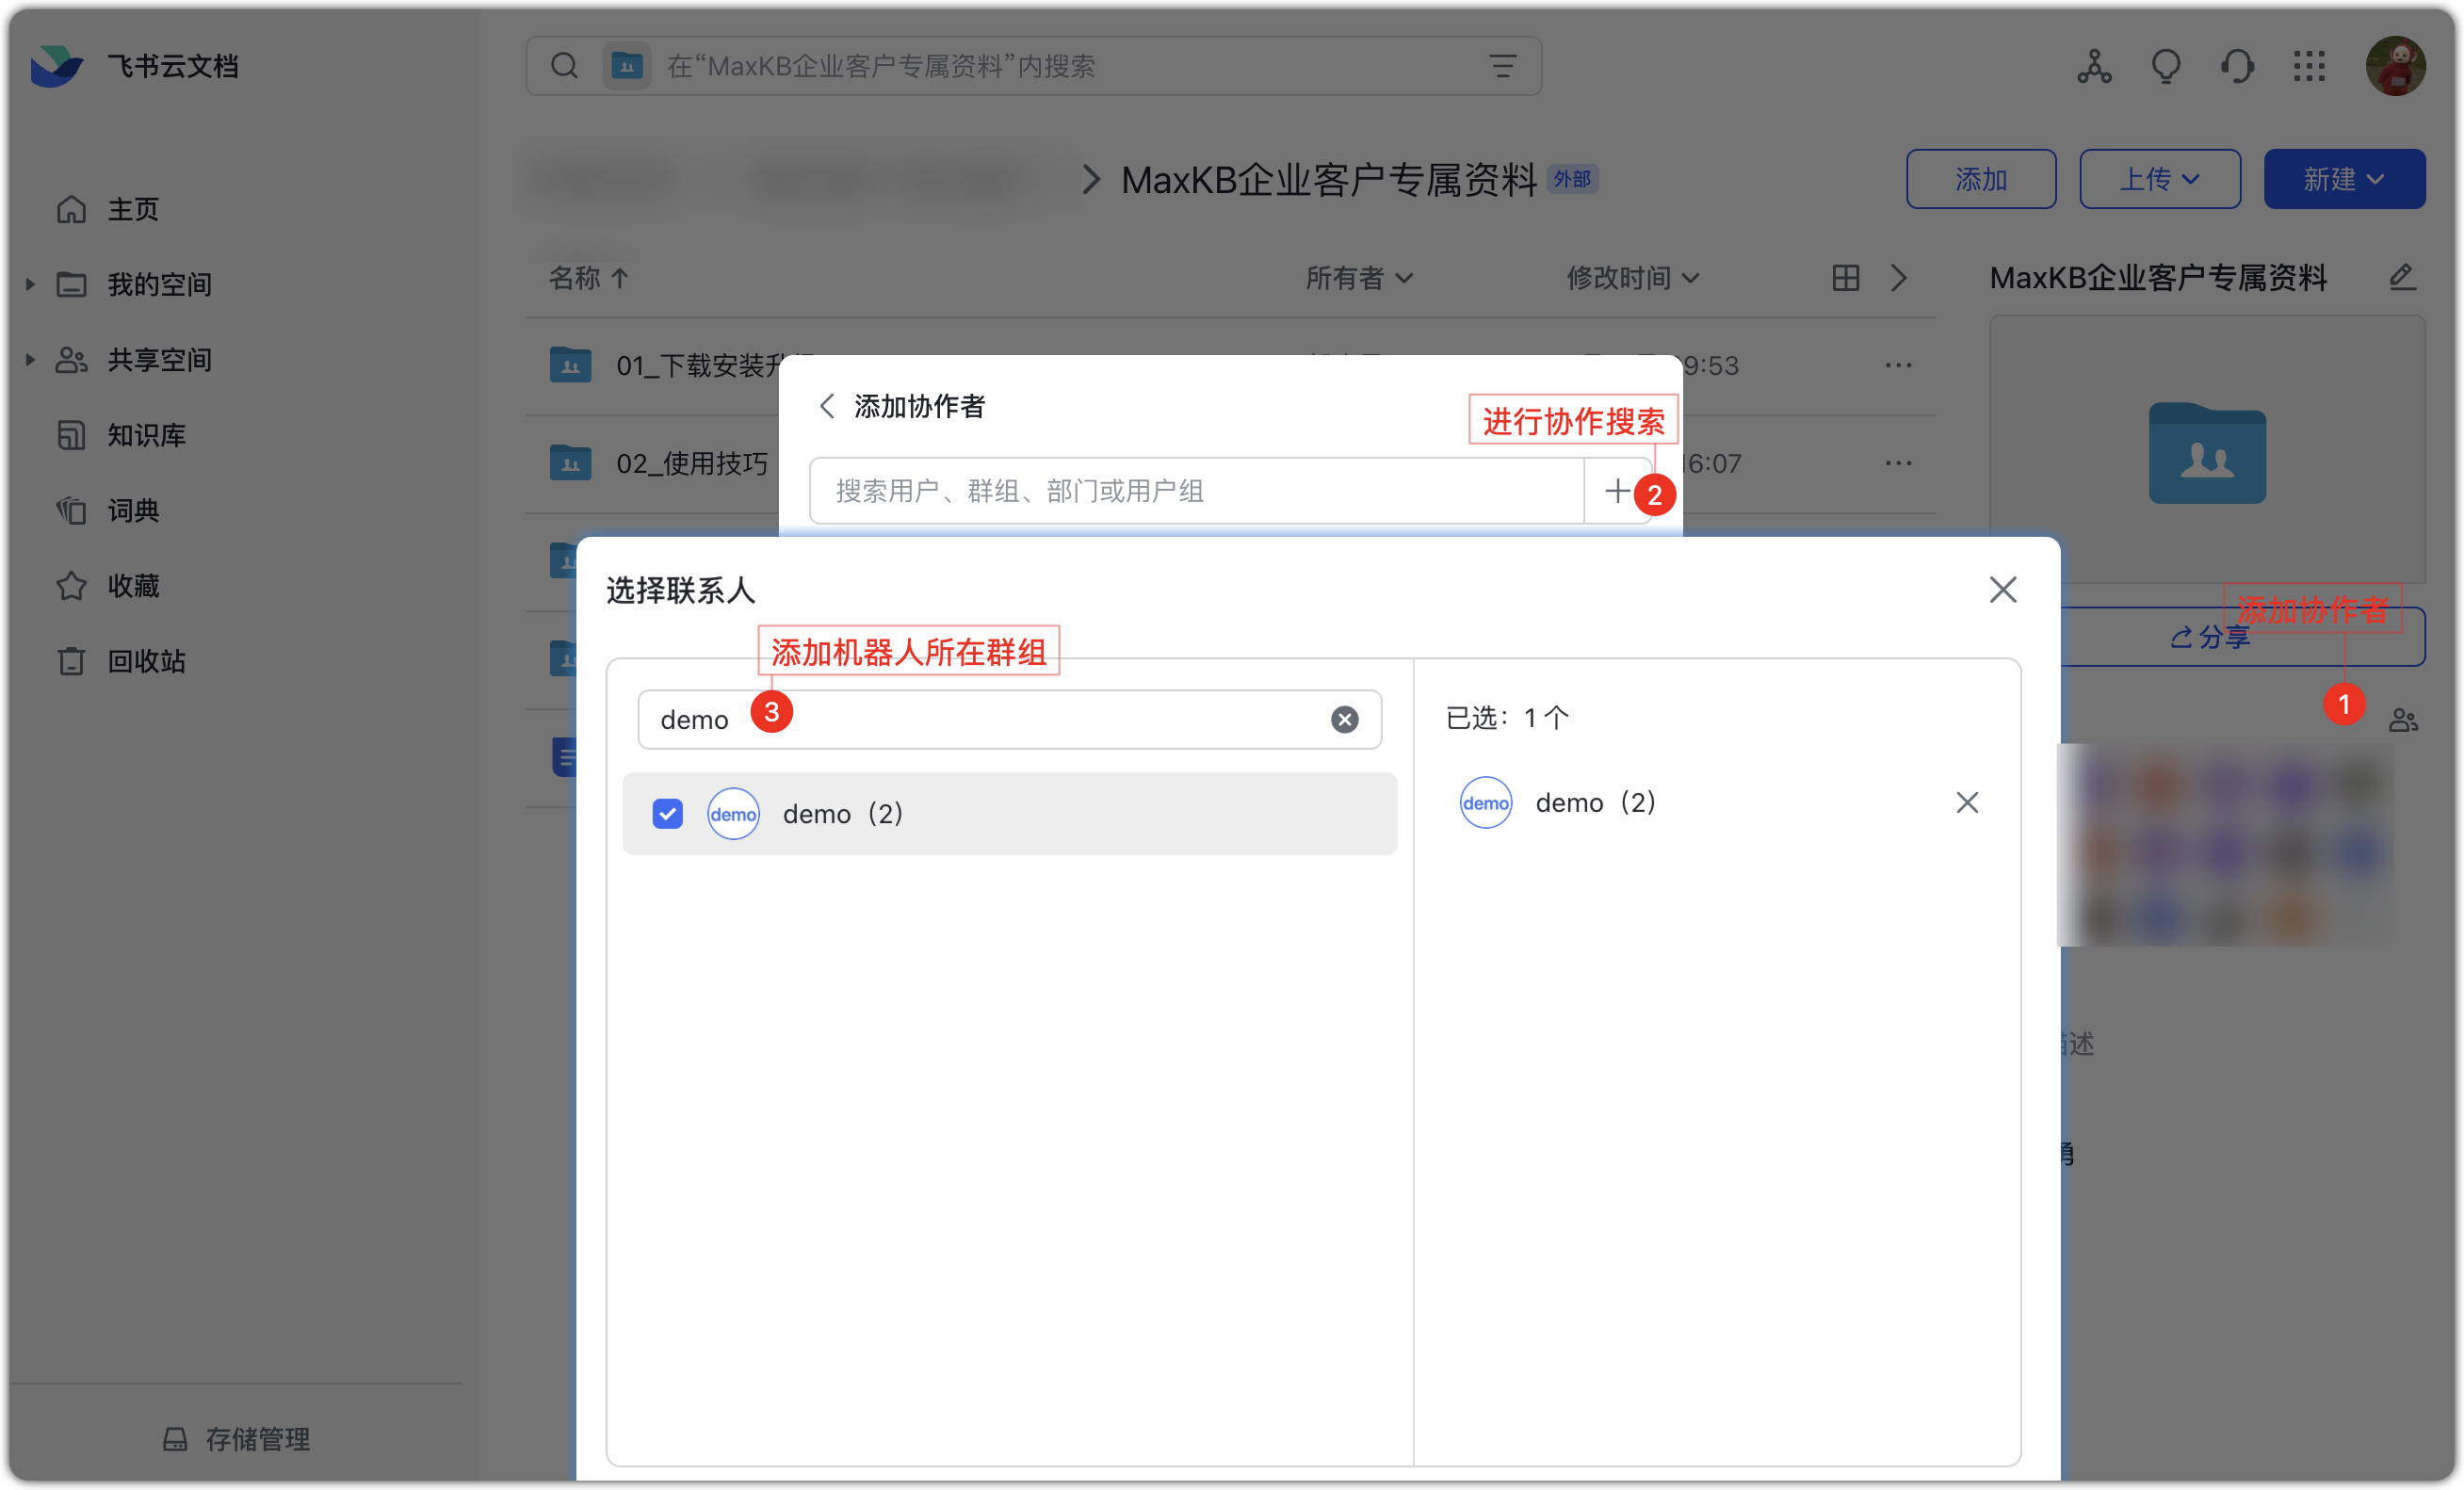 飞书云文档
在“MaxKB企业客户专属资料”内搜索
MaxKB企业客户专属资料 外部
添加
上传
新建
主页
我的空间
共享空间
知识库
词典
收藏
回收站
存储管理
名称
所有者
修改时间
MaxKB企业客户专属资料
01_下载安装
9:53
02_使用技巧
16:07
添加协作者
进行协作搜索
搜索用户、群组、部门或用户组
2
选择联系人
添加协作者
分享
1
添加机器人所在群组
demo
3
已选：1 个
demo demo（2）
demo demo（2）
述